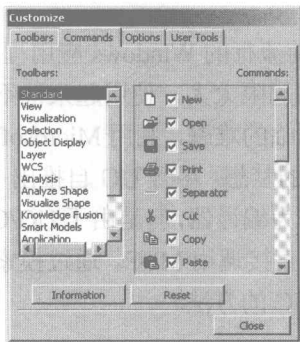 Customize
Toolbars Commands Options User Tools
Toolbars: Commands:
Standard
View
Visualization
Selection
Object Display
Layer
WCS
Analysis
Analyze Shape
Visualize Shape
Knowledge Fusion
Smart Models
Application
New
Open
Save
Print
Separator
Cut
Copy
Paste
Information Reset
Close